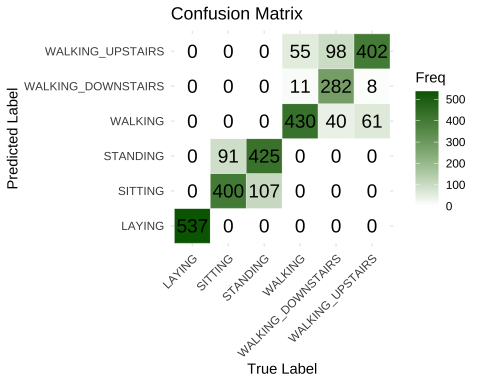 Confusion Matrix
WALKING_UPSTAIRS 0 0 0 55 98 402
WALKING_DOWNSTAIRS 0 0 0 11 282 8
WALKING 0 0 0 430 40 61
STANDING 0 91 425 0 0 0
SITTING 0 400 107 0 0 0
LAYING 537 0 0 0 0 0
LAYING SITTING STANDING WALKING WALKING_DOWNSTAIRS WALKING_UPSTAIRS
True Label
Predicted Label
Freq
500
400
300
200
100
0